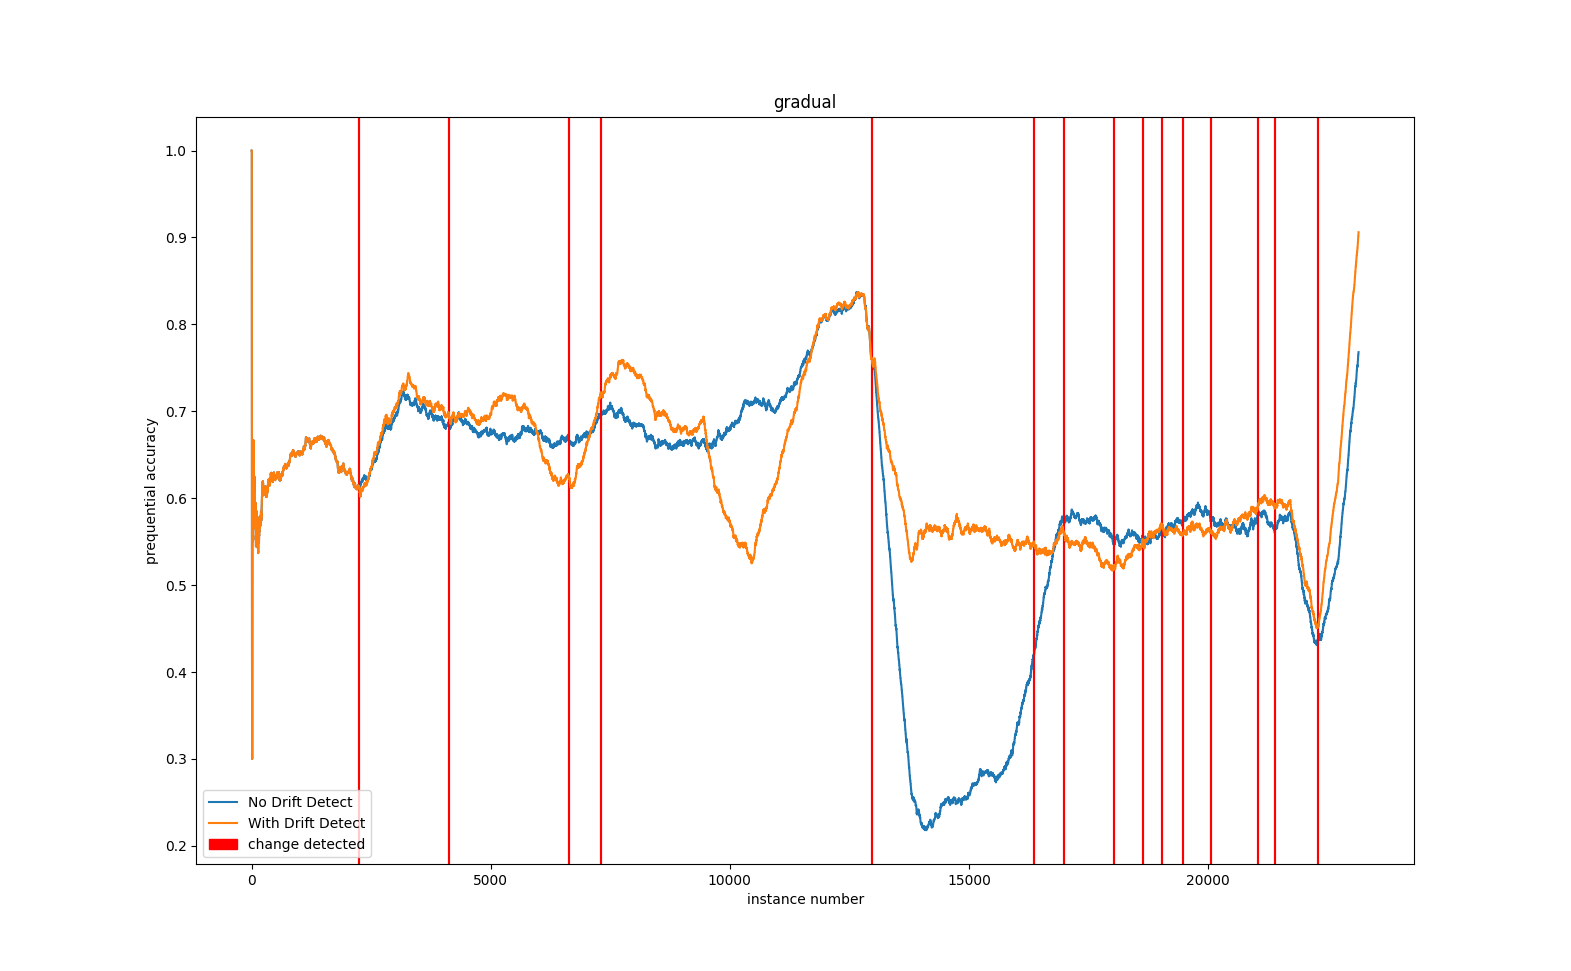 gradual
1.0
0.9
0.8
0.7
0.6
0.5
0.4
0.3
0.2
prequential accuracy
No Drift Detect
With Drift Detect
change detected
0 5000 10000 15000 20000
instance number